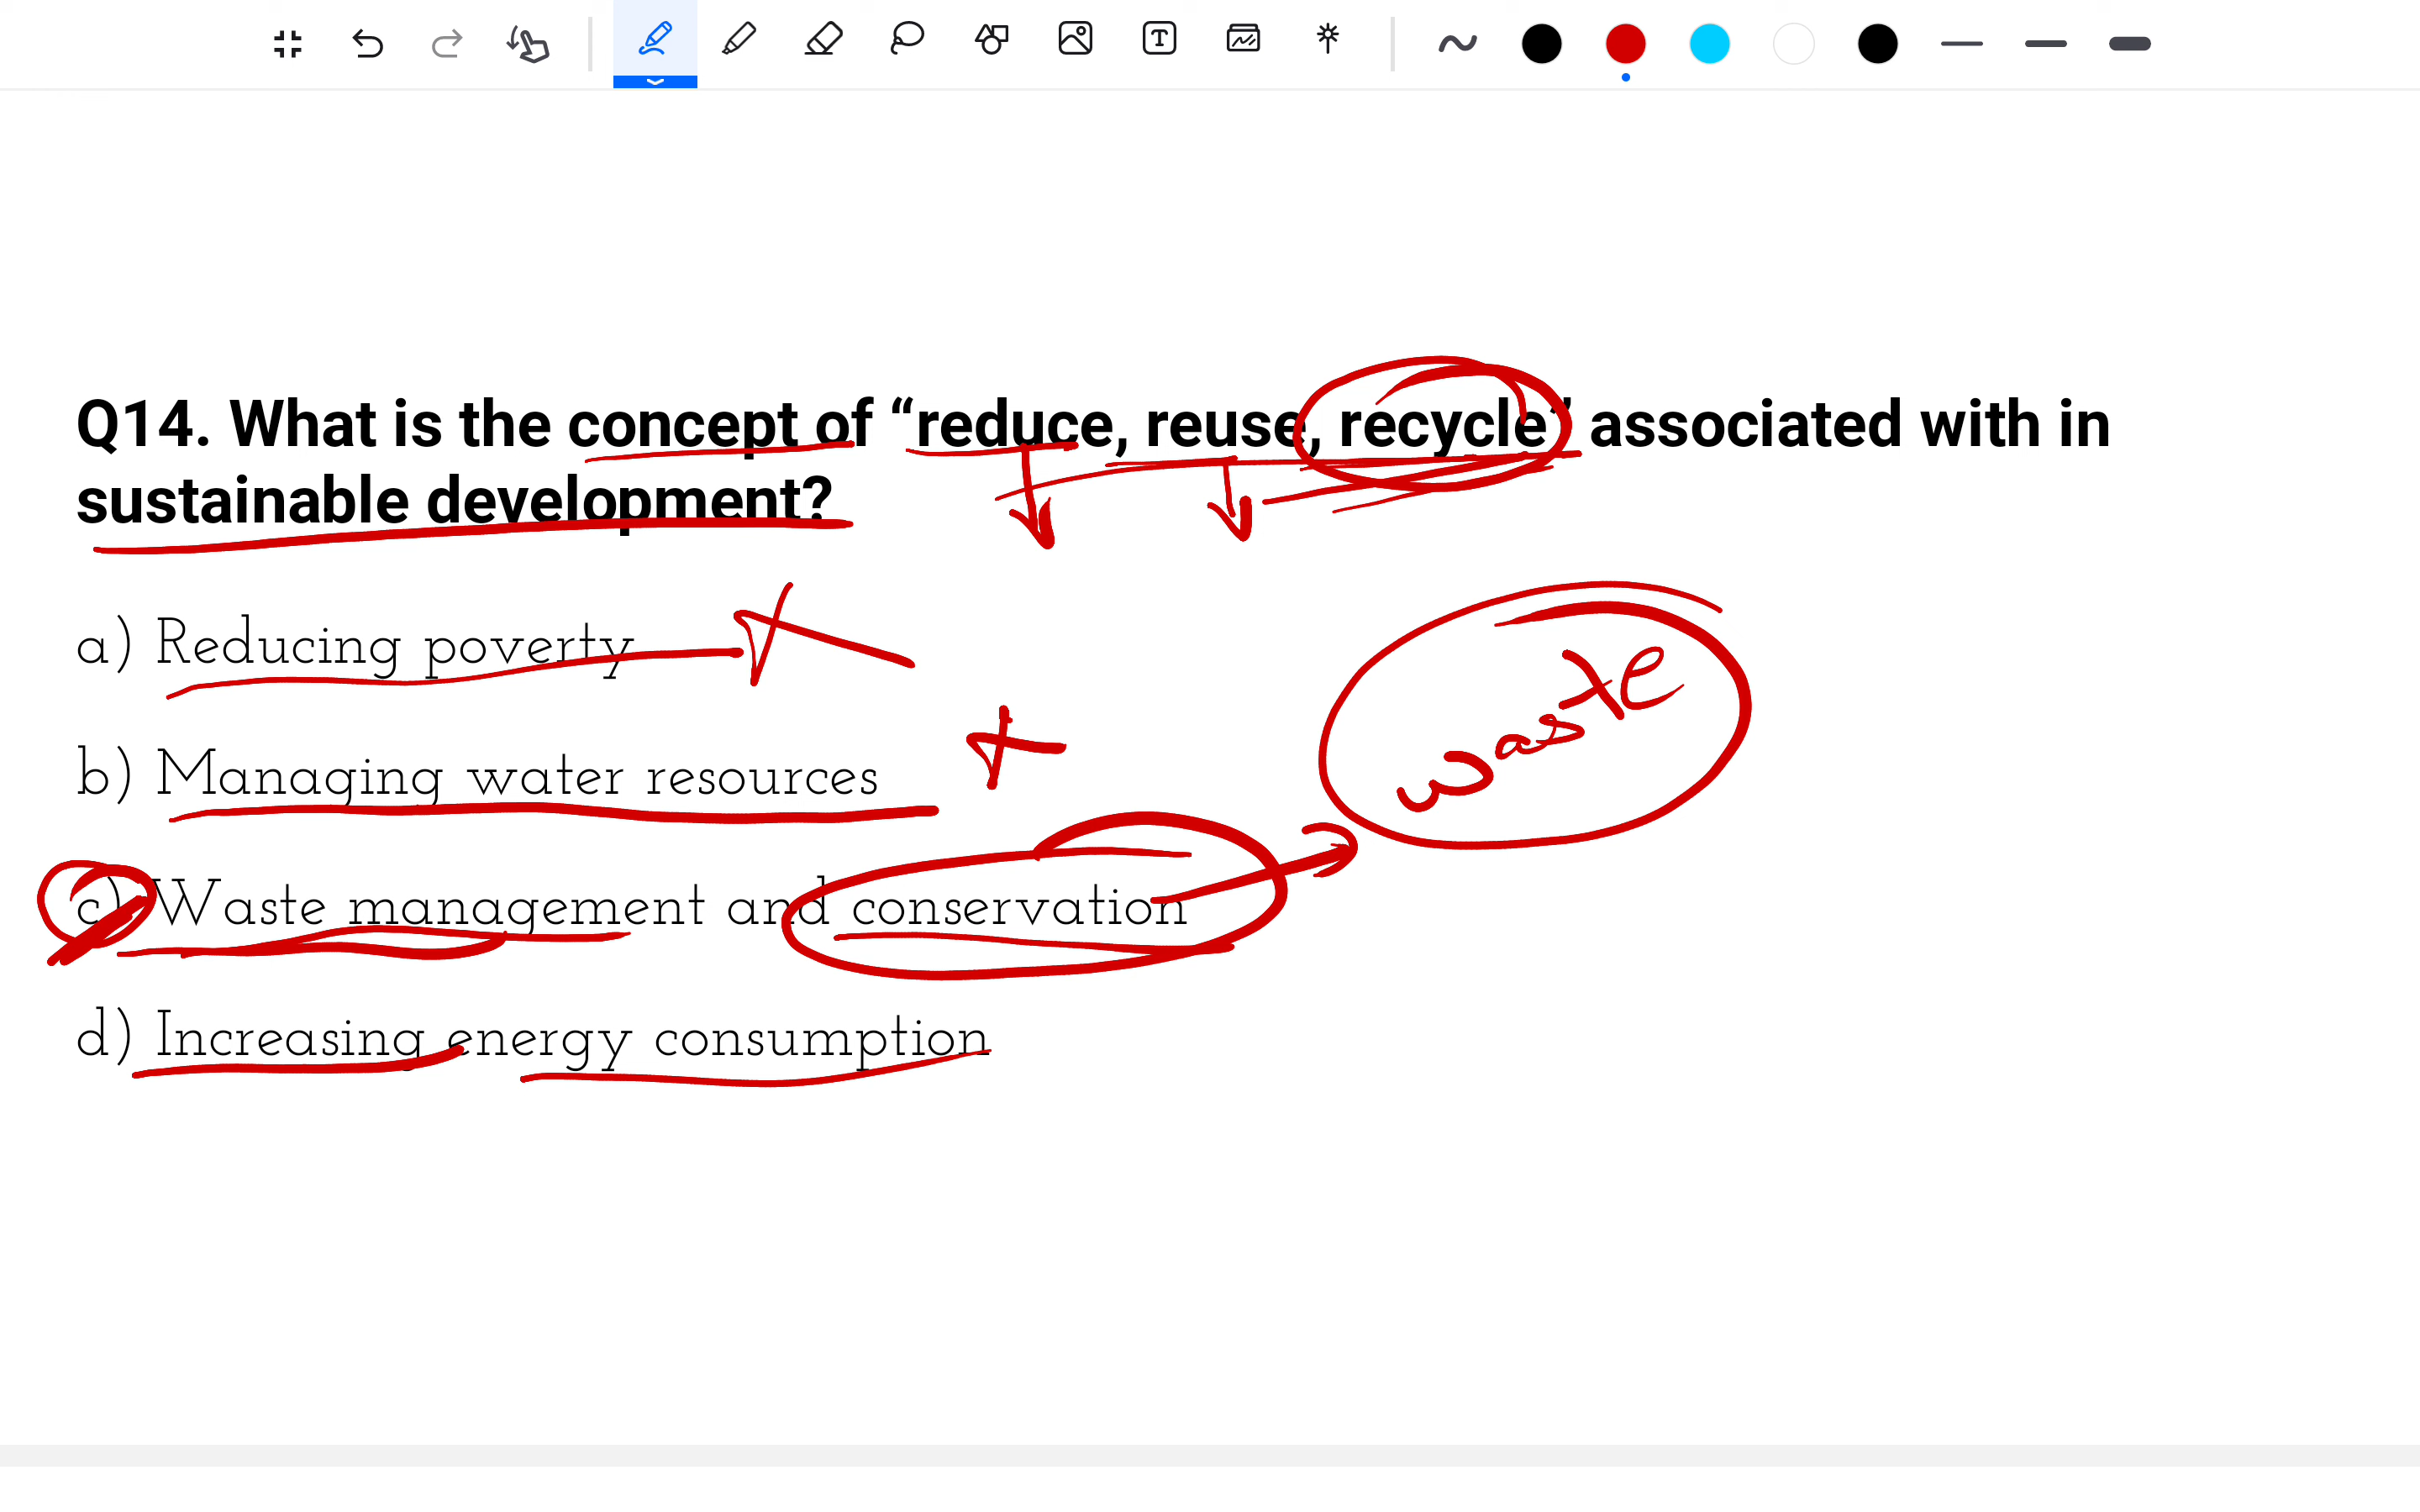 Q14. What is the concept of “reduce, reuse, recycle” associated with in
sustainable development?
a) Reducing poverty
b) Managing water resources
waste
c) Waste management and conservation
d) Increasing energy consumption